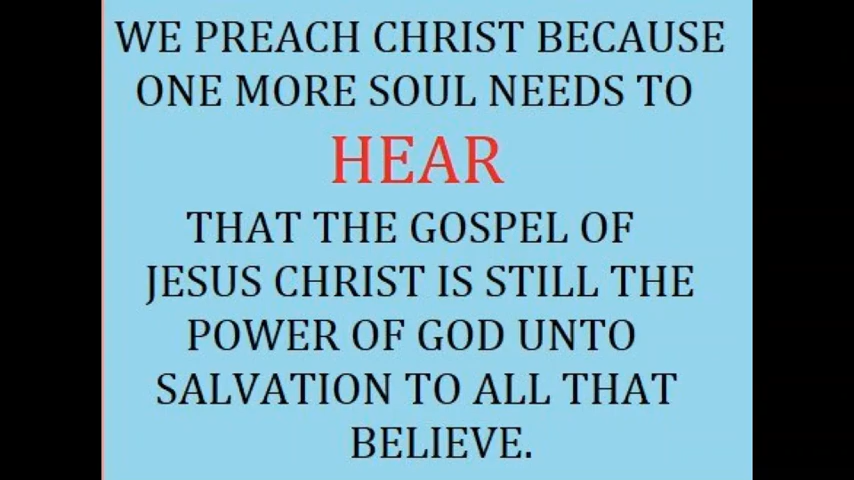 WE PREACH CHRIST BECAUSE
ONE MORE SOUL NEEDS TO
HEAR
THAT THE GOSPEL OF
JESUS CHRIST IS STILL THE
POWER OF GOD UNTO
SALVATION TO ALL THAT
BELIEVE.